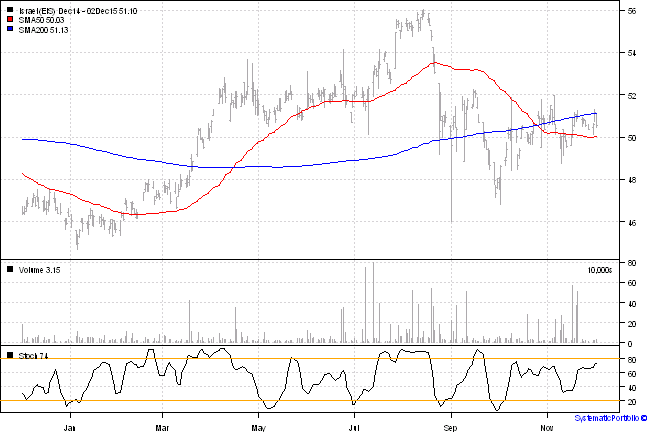 Israel (EIS) Dec14 - 02Dec15 51.10
SMA50 50.03
SMA200 51.13
56
54
52
50
48
46
Volume 3.15
10,000s
80
60
40
20
0
Stoch 74
80
60
40
20
Jan Mar May Jul Sep Nov
SystematicPortfolio ©